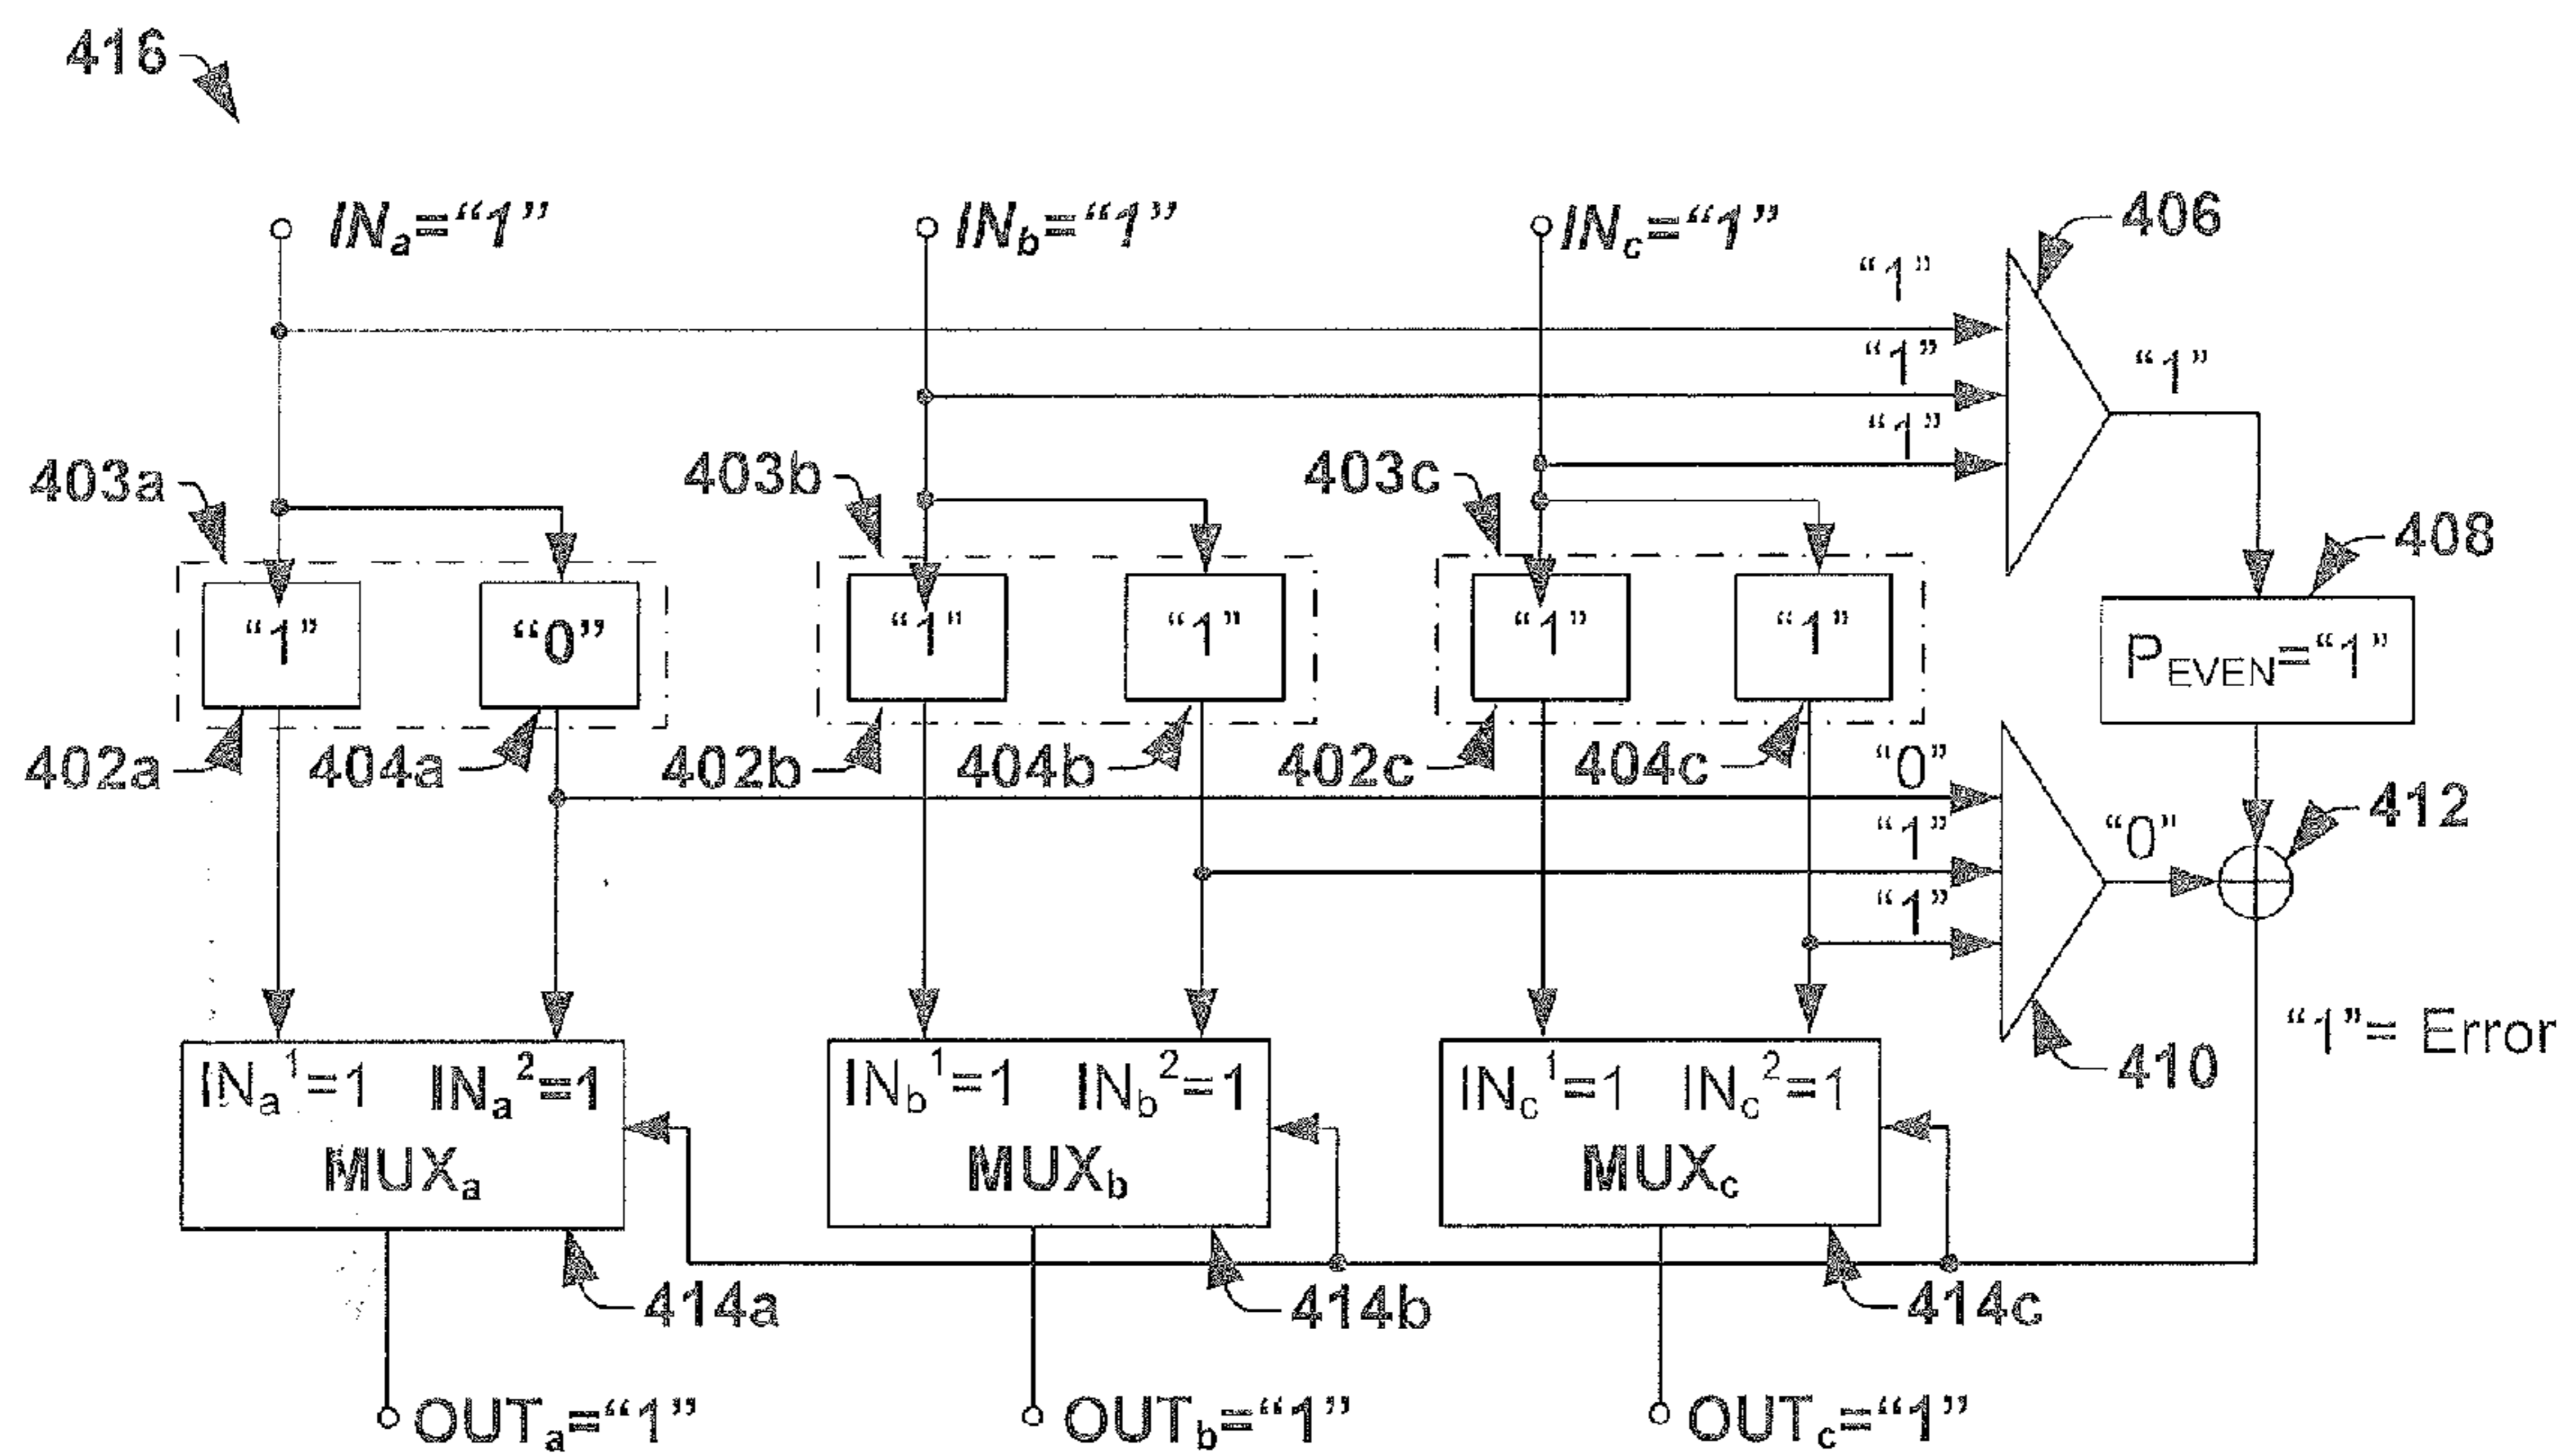 416
INa=“1” INb=“1” INc=“1” 406
“1”
“1” “1”
“1”
403a 403b 403c
408
“1” “0” “1” “1” “1” “1” PEVEN=“1”
402a 404a 402b 404b 402c 404c “0” 412
“1” “0”
“1”
“1”= Error
INa¹=1 INa²=1 INb¹=1 INb²=1 INc¹=1 INc²=1 410
MUXa MUXb MUXc
414a 414b 414c
OUTa=“1” OUTb=“1” OUTc=“1”